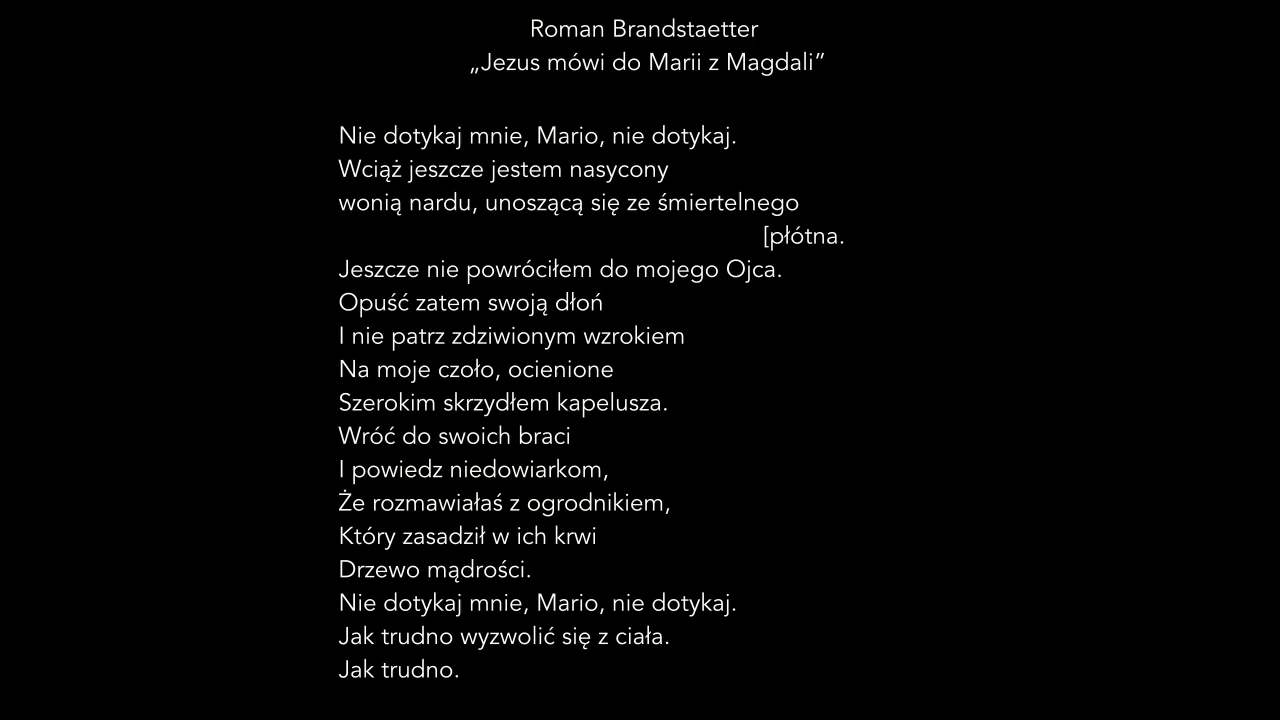 Roman Brandstaetter
„Jezus mówi do Marii z Magdali”
Nie dotykaj mnie, Mario, nie dotykaj.
Wciąż jeszcze jestem nasycony
wonią nardu, unoszącą się ze śmiertelnego
[płótna.
Jeszcze nie powróciłem do mojego Ojca.
Opuść zatem swoją dłoń
I nie patrz zdziwionym wzrokiem
Na moje czoło, ocienione
Szerokim skrzydłem kapelusza.
Wróć do swoich braci
I powiedz niedowiarkom,
Że rozmawiałaś z ogrodnikiem,
Który zasadził w ich krwi
Drzewo mądrości.
Nie dotykaj mnie, Mario, nie dotykaj.
Jak trudno wyzwolić się z ciała.
Jak trudno.